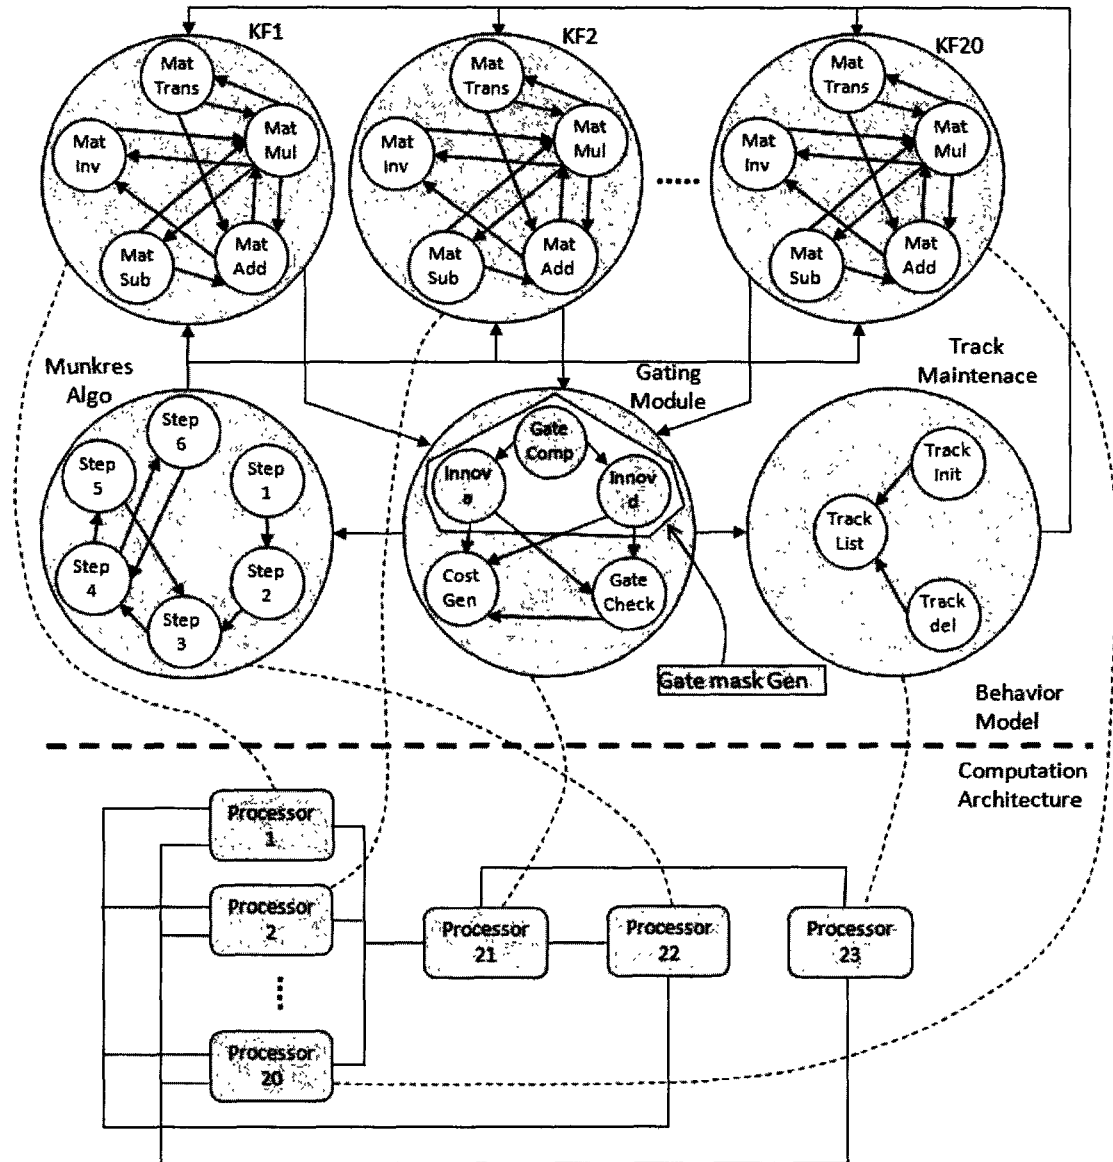 KF1
KF2
KF20
Mat
Trans
Mat
Mul
Mat
Inv
Mat
Sub
Mat
Add
Mat
Trans
Mat
Mul
Mat
Inv
Mat
Sub
Mat
Add
Mat
Trans
Mat
Mul
Mat
Inv
Mat
Sub
Mat
Add
Munkres
Algo
Step
6
Step
5
Step
1
Step
4
Step
2
Step
3
Gating
Module
Gate
Comp
Innov
a
Innov
d
Cost
Gen
Gate
Check
Gate mask Gen
Track
Maintenace
Track
Init
Track
List
Track
del
Behavior
Model
Computation
Architecture
Processor
1
Processor
2
Processor
20
Processor
21
Processor
22
Processor
23